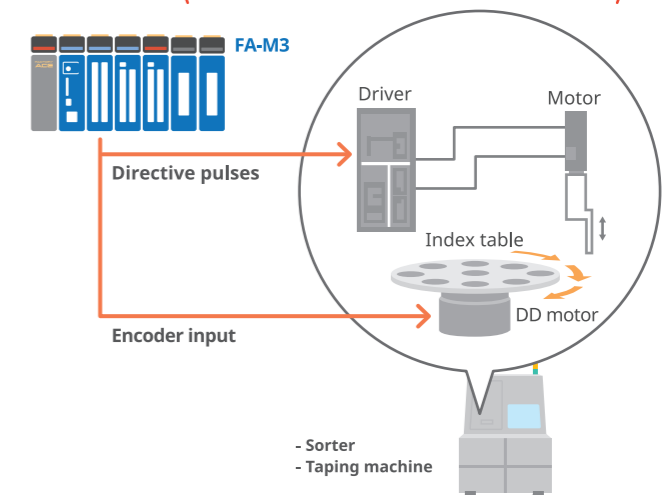 FA-M3
Driver
Motor
Directive pulses
Index table
DD motor
Encoder input
- Sorter
- Taping machine